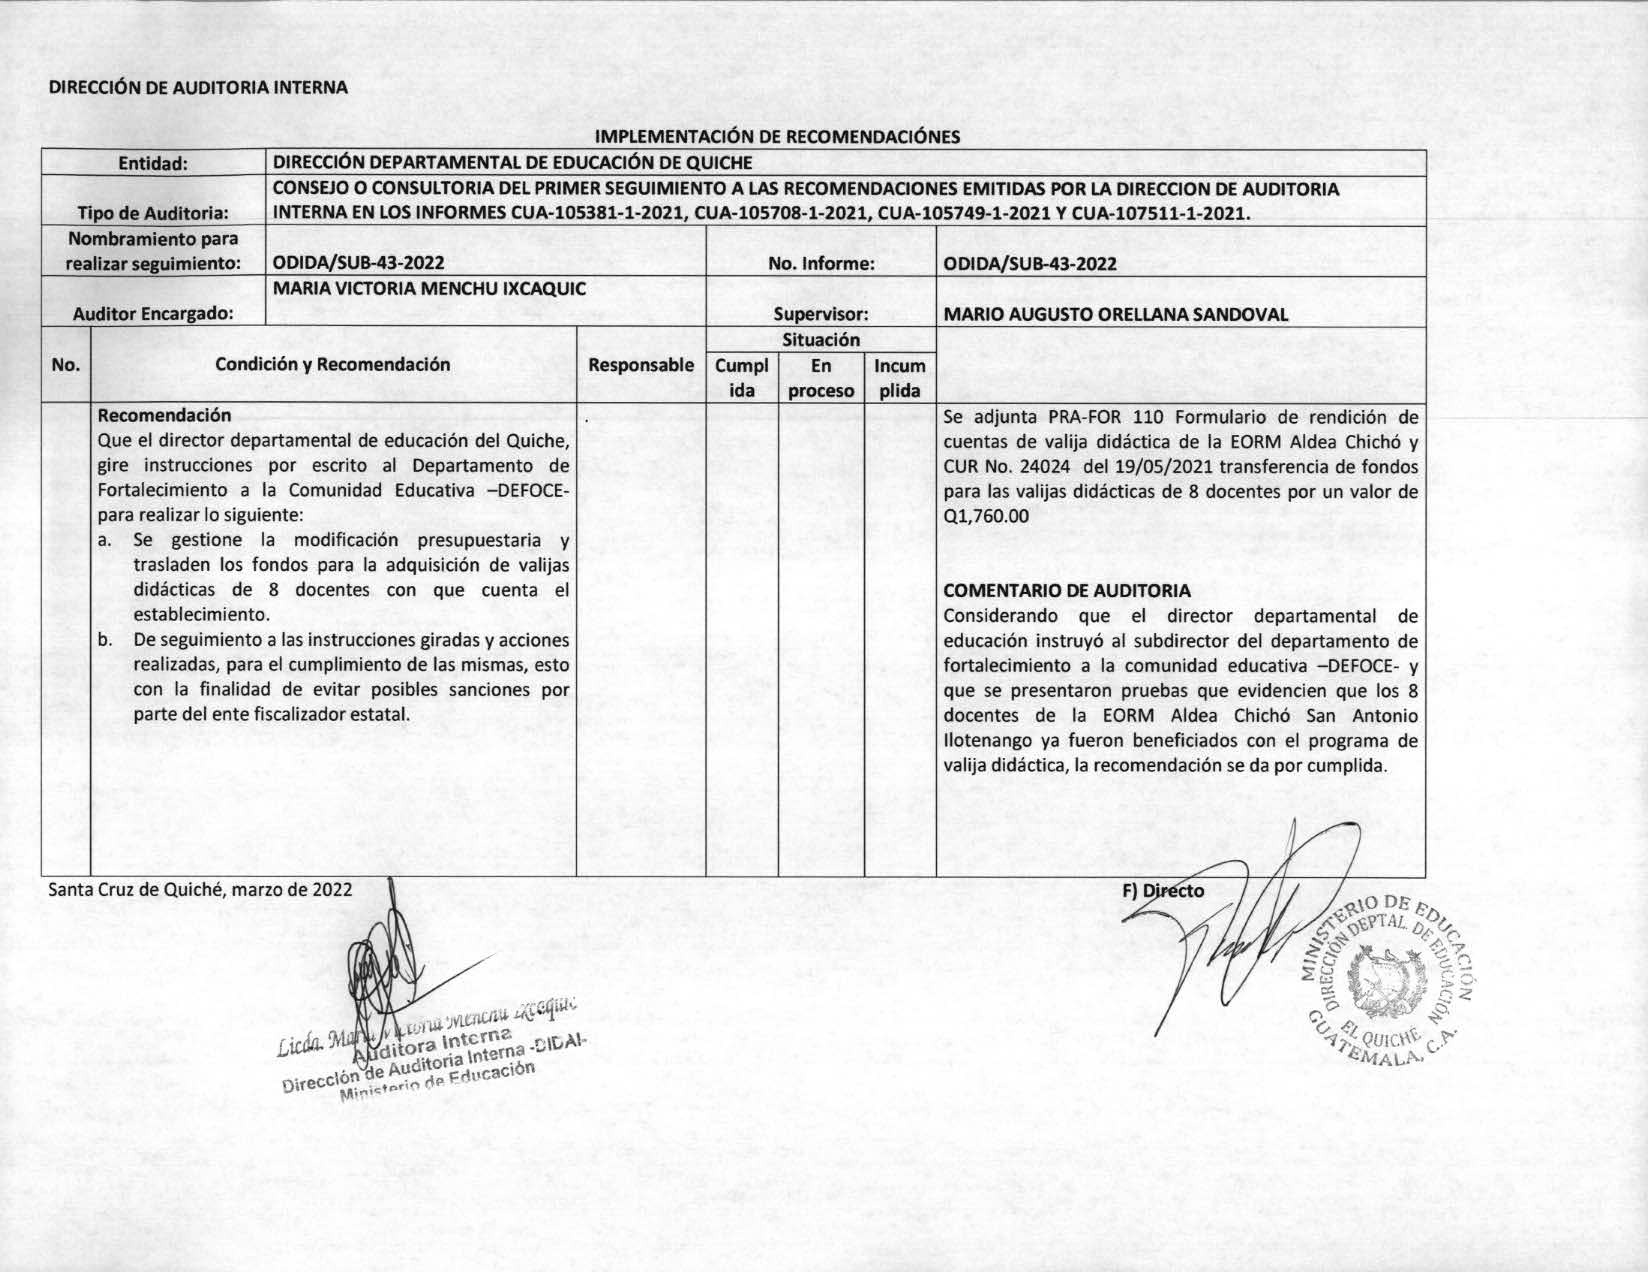 DIRECCIÓN DE AUDITORIA INTERNA
IMPLEMENTACIÓN DE RECOMENDACIÓNES
Entidad: DIRECCIÓN DEPARTAMENTAL DE EDUCACIÓN DE QUICHE
Tipo de Auditoria: CONSEJO O CONSULTORIA DEL PRIMER SEGUIMIENTO A LAS RECOMENDACIONES EMITIDAS POR LA DIRECCION DE AUDITORIA
INTERNA EN LOS INFORMES CUA-105381-1-2021, CUA-105708-1-2021, CUA-105749-1-2021 Y CUA-107511-1-2021.
Nombramiento para
realizar seguimiento: ODIDA/SUB-43-2022 No. Informe: ODIDA/SUB-43-2022
Auditor Encargado: MARIA VICTORIA MENCHU IXCAQUIC Supervisor: MARIO AUGUSTO ORELLANA SANDOVAL
No. Condición y Recomendación Responsable Situación
Cumpl
ida
En
proceso
Incum
plida
Recomendación
Que el director departamental de educación del Quiche,
gire instrucciones por escrito al Departamento de
Fortalecimiento a la Comunidad Educativa –DEFOCE-
para realizar lo siguiente:
a. Se gestione la modificación presupuestaria y
trasladen los fondos para la adquisición de valijas
didácticas de 8 docentes con que cuenta el
establecimiento.
b. De seguimiento a las instrucciones giradas y acciones
realizadas, para el cumplimiento de las mismas, esto
con la finalidad de evitar posibles sanciones por
parte del ente fiscalizador estatal.
Se adjunta PRA-FOR 110 Formulario de rendición de
cuentas de valija didáctica de la EORM Aldea Chichó y
CUR No. 24024 del 19/05/2021 transferencia de fondos
para las valijas didácticas de 8 docentes por un valor de
Q1,760.00
COMENTARIO DE AUDITORIA
Considerando que el director departamental de
educación instruyó al subdirector del departamento de
fortalecimiento a la comunidad educativa –DEFOCE- y
que se presentaron pruebas que evidencien que los 8
docentes de la EORM Aldea Chichó San Antonio
Ilotenango ya fueron beneficiados con el programa de
valija didáctica, la recomendación se da por cumplida.
Santa Cruz de Quiché, marzo de 2022
F) Directo
Licda. María Victoria Menchú Ixcaquic
Auditora Interna
Dirección de Auditoria Interna -DIDAI-
Ministerio de Educación
MINISTERIO DE EDUCACIÓN
DIRECCIÓN DEPTAL. DE EDUCACIÓN
EL QUICHE
GUATEMALA, C.A.